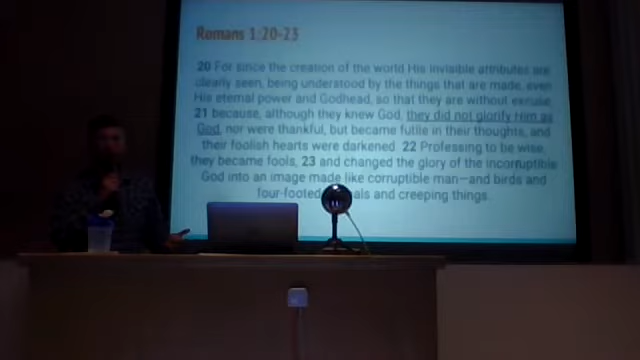 Romans 1:20-23
20 For since the creation of the world His invisible attributes are
clearly seen, being understood by the things that are made, even
His eternal power and Godhead, so that they are without excuse,
21 because, although they knew God, they did not glorify Him as
God, nor were thankful, but became futile in their thoughts, and
their foolish hearts were darkened. 22 Professing to be wise,
they became fools, 23 and changed the glory of the incorruptible
God into an image made like corruptible man—and birds and
four-footed als and creeping things.